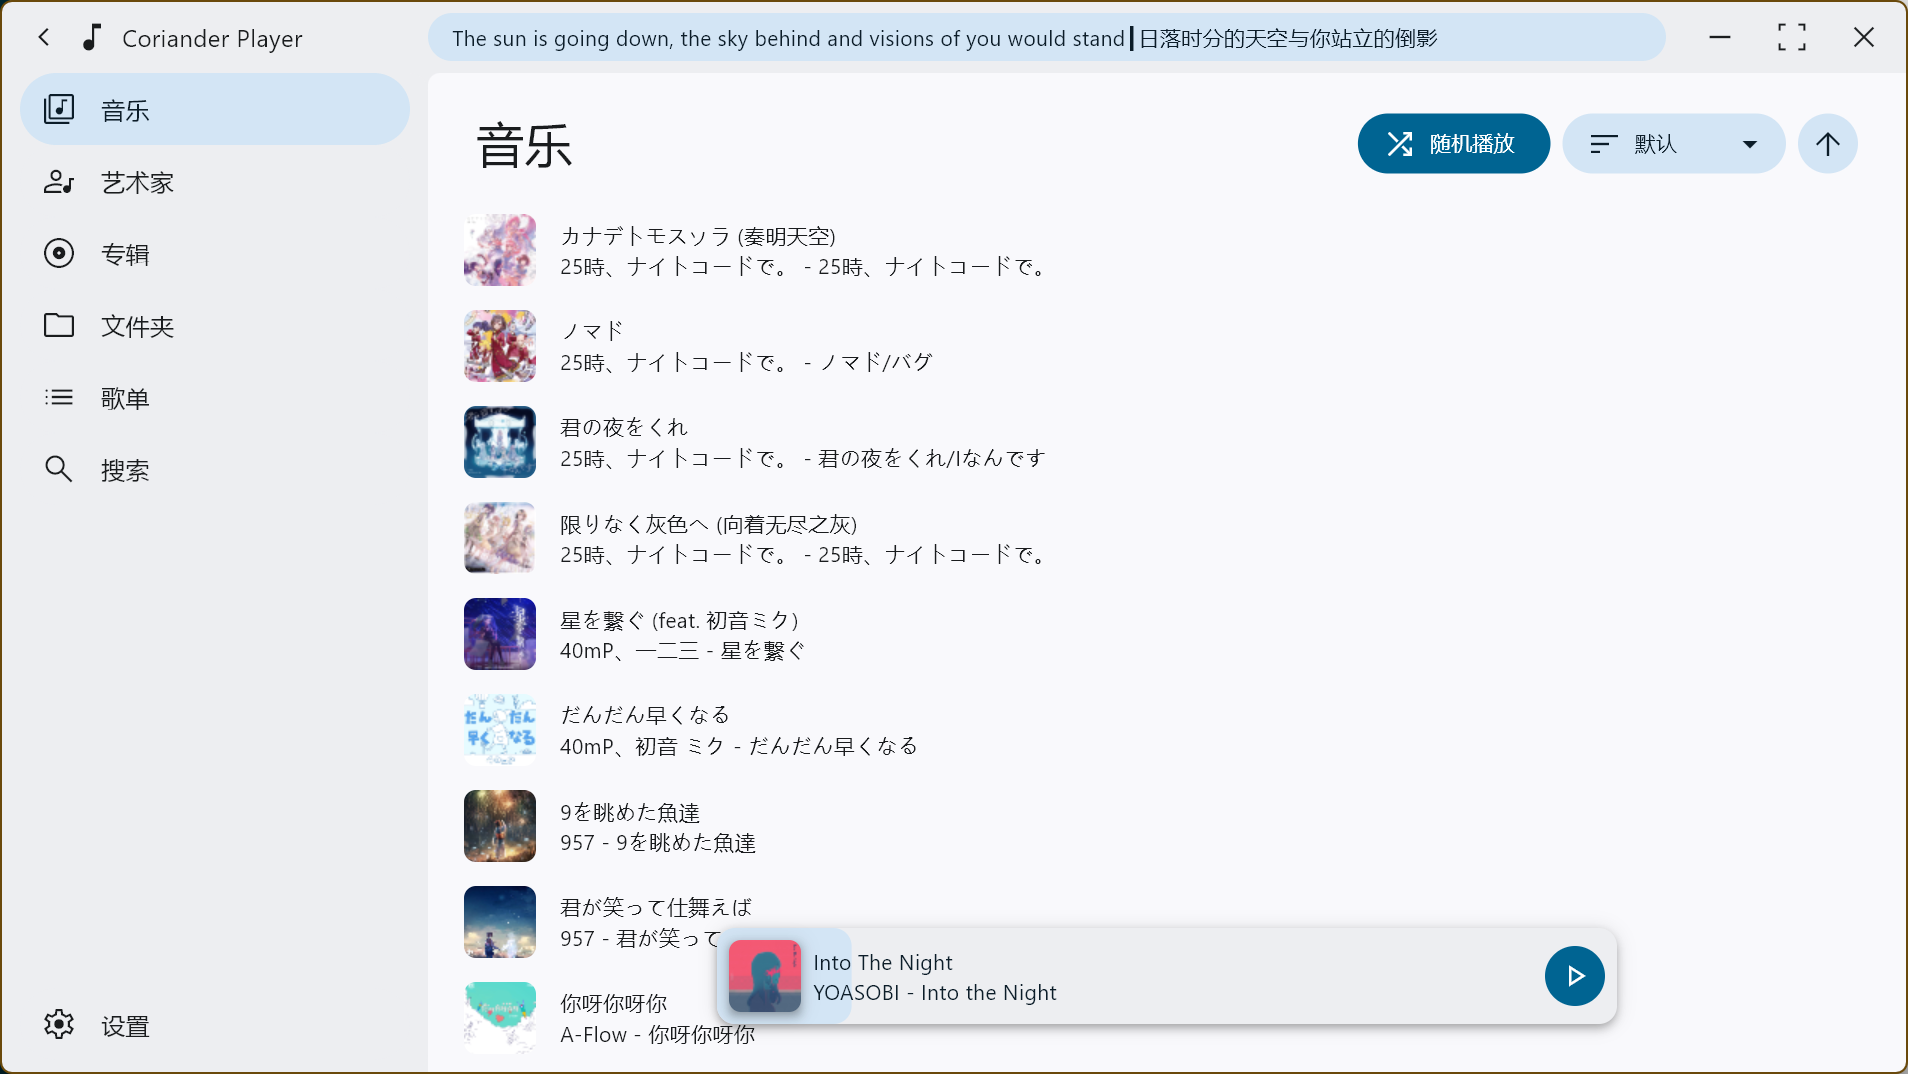 Coriander Player
The sun is going down, the sky behind and visions of you would stand┃日落时分的天空与你站立的倒影
音乐
艺术家
专辑
文件夹
歌单
搜索
设置
音乐
随机播放
默认
カナデトモスソラ (奏明天空)
25時、ナイトコードで。 - 25時、ナイトコードで。
ノマド
25時、ナイトコードで。 - ノマド/バグ
君の夜をくれ
25時、ナイトコードで。 - 君の夜をくれ/Iなんです
限りなく灰色へ (向着无尽之灰)
25時、ナイトコードで。 - 25時、ナイトコードで。
星を繋ぐ (feat. 初音ミク)
40mP、一二三 - 星を繋ぐ
だんだん早くなる
40mP、初音 ミク - だんだん早くなる
だんだん
早くなる
9を眺めた魚達
957 - 9を眺めた魚達
君が笑って仕舞えば
957 - 君が笑って
你呀你呀你
A-Flow - 你呀你呀你
Into The Night
YOASOBI - Into the Night